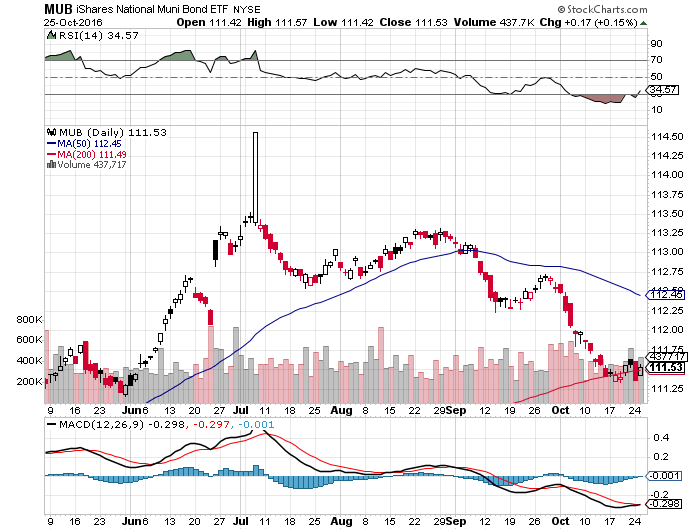 MUB iShares National Muni Bond ETF NYSE © StockCharts.com
25-Oct-2016 Open 111.42 High 111.57 Low 111.42 Close 111.53 Volume 437.7K Chg +0.17 (+0.15%)
RSI(14) 34.57
90
70
50
34.57
30
10
MUB (Daily) 111.53
MA(50) 112.45
MA(200) 111.49
Volume 437,717
114.50
114.25
114.00
113.75
113.50
113.25
113.00
112.75
112.50
112.45
112.25
112.00
111.75
437717
111.53
111.25
800K
600K
400K
200K
9 16 23 Jun 6 13 20 27 Jul 11 18 25 Aug 8 15 22 29 Sep 12 19 26 Oct 10 17 24
MACD(12,26,9) -0.298, -0.297, -0.001
0.4
0.2
-0.001
-0.2
-0.298
9 16 23 Jun 6 13 20 27 Jul 11 18 25 Aug 8 15 22 29 Sep 12 19 26 Oct 10 17 24